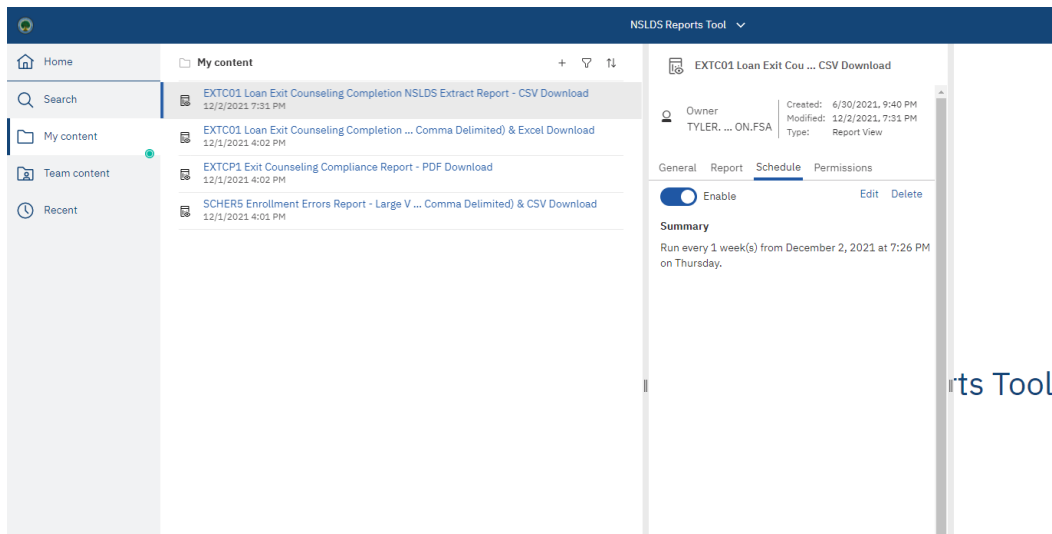 NSLDS Reports Tool
Home
Search
My content
Team content
Recent
My content
EXTC01 Loan Exit Counseling Completion NSLDS Extract Report - CSV Download
12/2/2021 7:31 PM
EXTC01 Loan Exit Counseling Completion ... Comma Delimited) & Excel Download
12/1/2021 4:02 PM
EXTCP1 Exit Counseling Compliance Report - PDF Download
12/1/2021 4:02 PM
SCHER5 Enrollment Errors Report - Large V ... Comma Delimited) & CSV Download
12/1/2021 4:01 PM
EXTC01 Loan Exit Cou ... CSV Download
Owner
TYLER. ... ON.FSA
Created: 6/30/2021, 9:40 PM
Modified: 12/2/2021, 7:31 PM
Type: Report View
General Report Schedule Permissions
Enable Edit Delete
Summary
Run every 1 week(s) from December 2, 2021 at 7:26 PM
on Thursday.
rts Tool